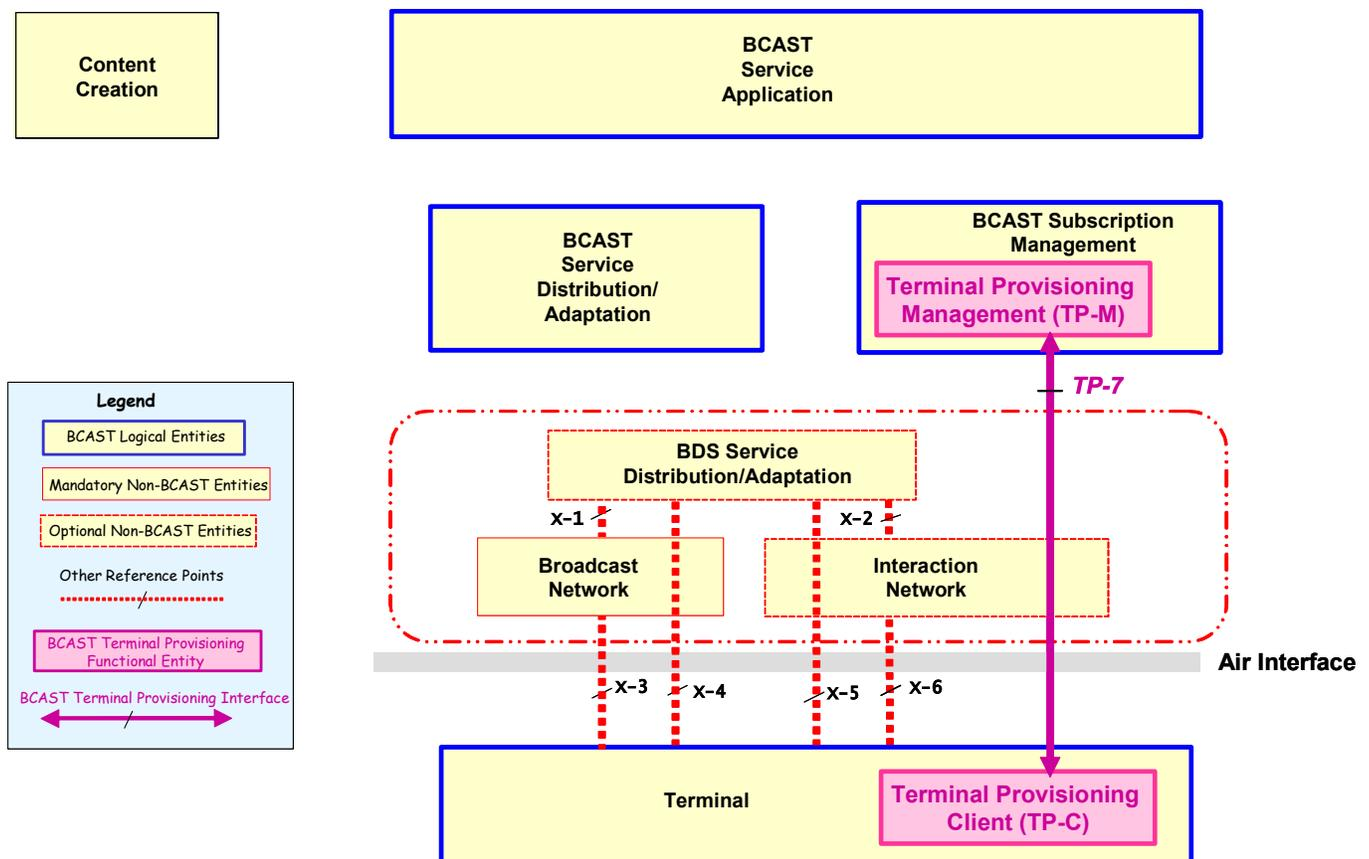 Content
Creation
BCAST
Service
Application
BCAST
Service
Distribution/
Adaptation
BCAST Subscription
Management
Terminal Provisioning
Management (TP-M)
TP-7
Legend
BCAST Logical Entities
Mandatory Non-BCAST Entities
Optional Non-BCAST Entities
Other Reference Points
BCAST Terminal Provisioning
Functional Entity
BCAST Terminal Provisioning Interface
BDS Service
Distribution/Adaptation
X-1
X-2
Broadcast
Network
Interaction
Network
Air Interface
X-3
X-4
X-5
X-6
Terminal
Terminal Provisioning
Client (TP-C)